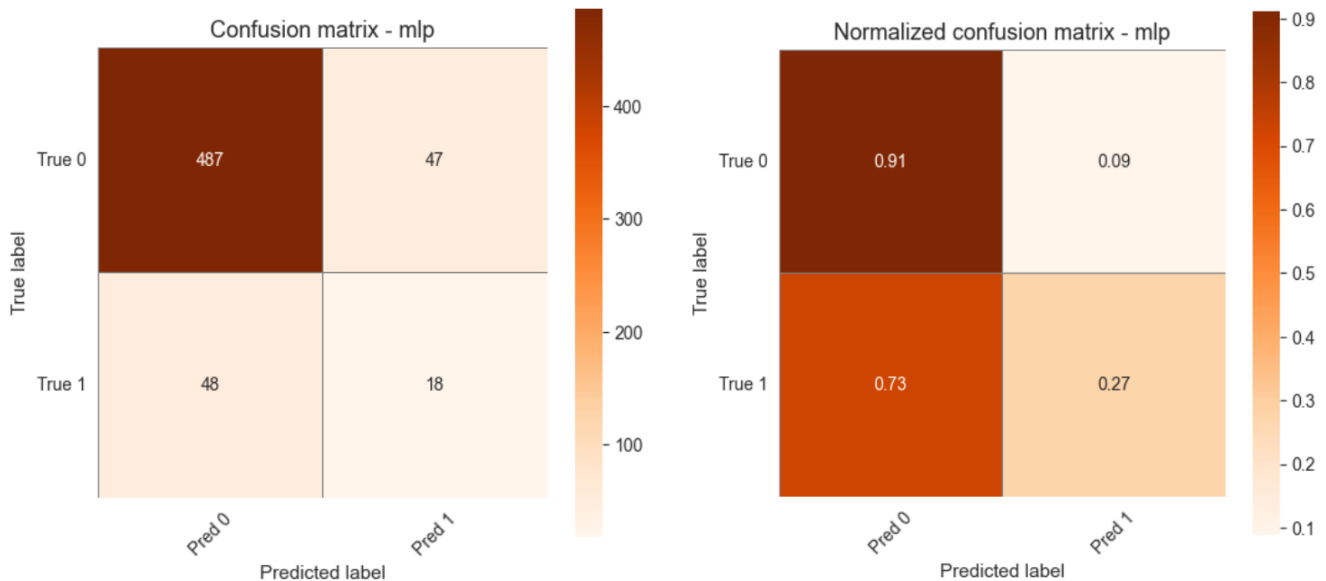 Confusion matrix - mlp
True label
True 0
487
47
True 1
48
18
Pred 0
Pred 1
Predicted label
400
300
200
100
Normalized confusion matrix - mlp
True label
True 0
0.91
0.09
True 1
0.73
0.27
Pred 0
Pred 1
Predicted label
0.9
0.8
0.7
0.6
0.5
0.4
0.3
0.2
0.1